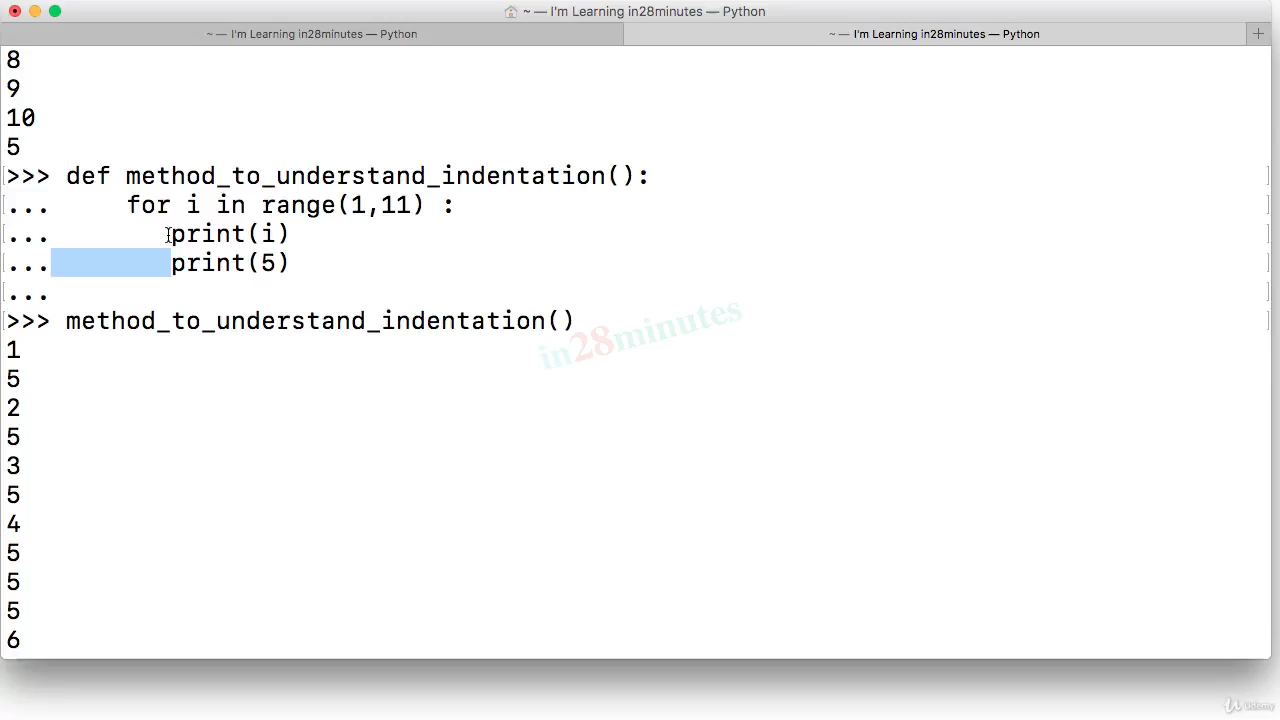 ~ — I'm Learning in28minutes — Python
~ — I'm Learning in28minutes — Python ~ — I'm Learning in28minutes — Python +
8
9
10
5
>>> def method_to_understand_indentation():
...     for i in range(1,11) :
...        print(i)
...        print(5)
...
>>> method_to_understand_indentation()
in28minutes
1
5
2
5
3
5
4
5
5
5
6
Udemy